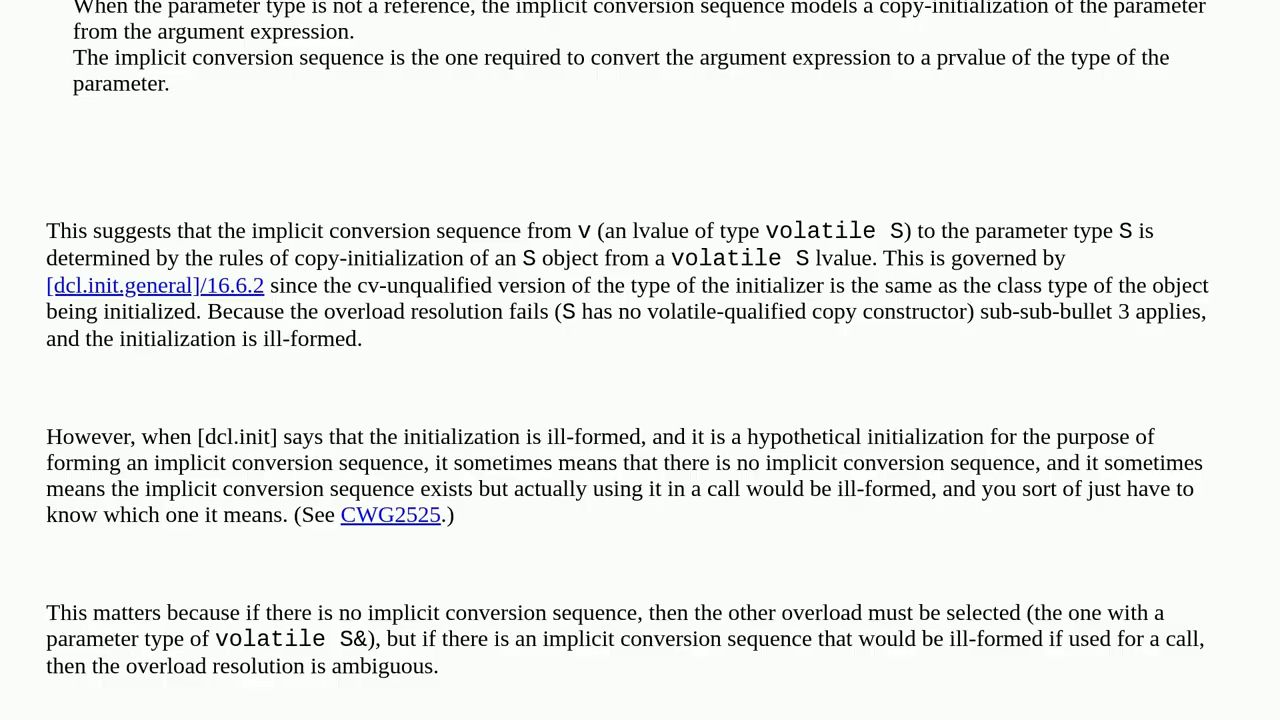 When the parameter type is not a reference, the implicit conversion sequence models a copy-initialization of the parameter
from the argument expression.
The implicit conversion sequence is the one required to convert the argument expression to a prvalue of the type of the
parameter.
This suggests that the implicit conversion sequence from v (an lvalue of type volatile S) to the parameter type S is
determined by the rules of copy-initialization of an S object from a volatile S lvalue. This is governed by
[dcl.init.general]/16.6.2 since the cv-unqualified version of the type of the initializer is the same as the class type of the object
being initialized. Because the overload resolution fails (S has no volatile-qualified copy constructor) sub-sub-bullet 3 applies,
and the initialization is ill-formed.
However, when [dcl.init] says that the initialization is ill-formed, and it is a hypothetical initialization for the purpose of
forming an implicit conversion sequence, it sometimes means that there is no implicit conversion sequence, and it sometimes
means the implicit conversion sequence exists but actually using it in a call would be ill-formed, and you sort of just have to
know which one it means. (See CWG2525.)
This matters because if there is no implicit conversion sequence, then the other overload must be selected (the one with a
parameter type of volatile S&), but if there is an implicit conversion sequence that would be ill-formed if used for a call,
then the overload resolution is ambiguous.